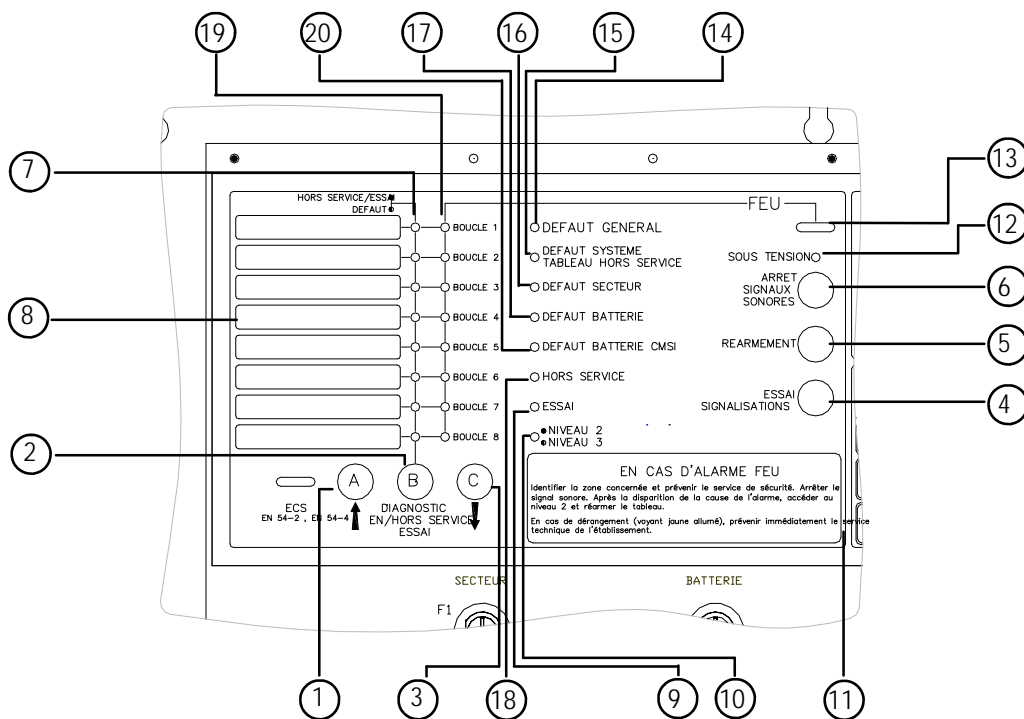 19
20
17
16
15
14
7
13
12
6
8
5
4
2
HORS SERVICE/ESSAI
DEFAUT
FEU
BOUCLE 1
BOUCLE 2
BOUCLE 3
BOUCLE 4
BOUCLE 5
BOUCLE 6
BOUCLE 7
BOUCLE 8
DEFAUT GENERAL
DEFAUT SYSTEME
TABLEAU HORS SERVICE
DEFAUT SECTEUR
DEFAUT BATTERIE
DEFAUT BATTERIE CMSI
HORS SERVICE
ESSAI
NIVEAU 2
NIVEAU 3
SOUS TENSION
ARRET
SIGNAUX
SONORES
REARMEMENT
ESSAI
SIGNALISATIONS
A
B
C
ECS
EN 54-2 , EN 54-4
DIAGNOSTIC
EN/HORS SERVICE
ESSAI
EN CAS D'ALARME FEU
Identifier la zone concernée et prévenir le service de sécurité. Arrêter le
signal sonore. Après la disparition de la cause de l'alarme, accéder au
niveau 2 et réarmer le tableau.
En cas de dérangement (voyant jaune allumé), prévenir immédiatement le service
technique de l'établissement.
SECTEUR
BATTERIE
F1
1
3
18
9
10
11